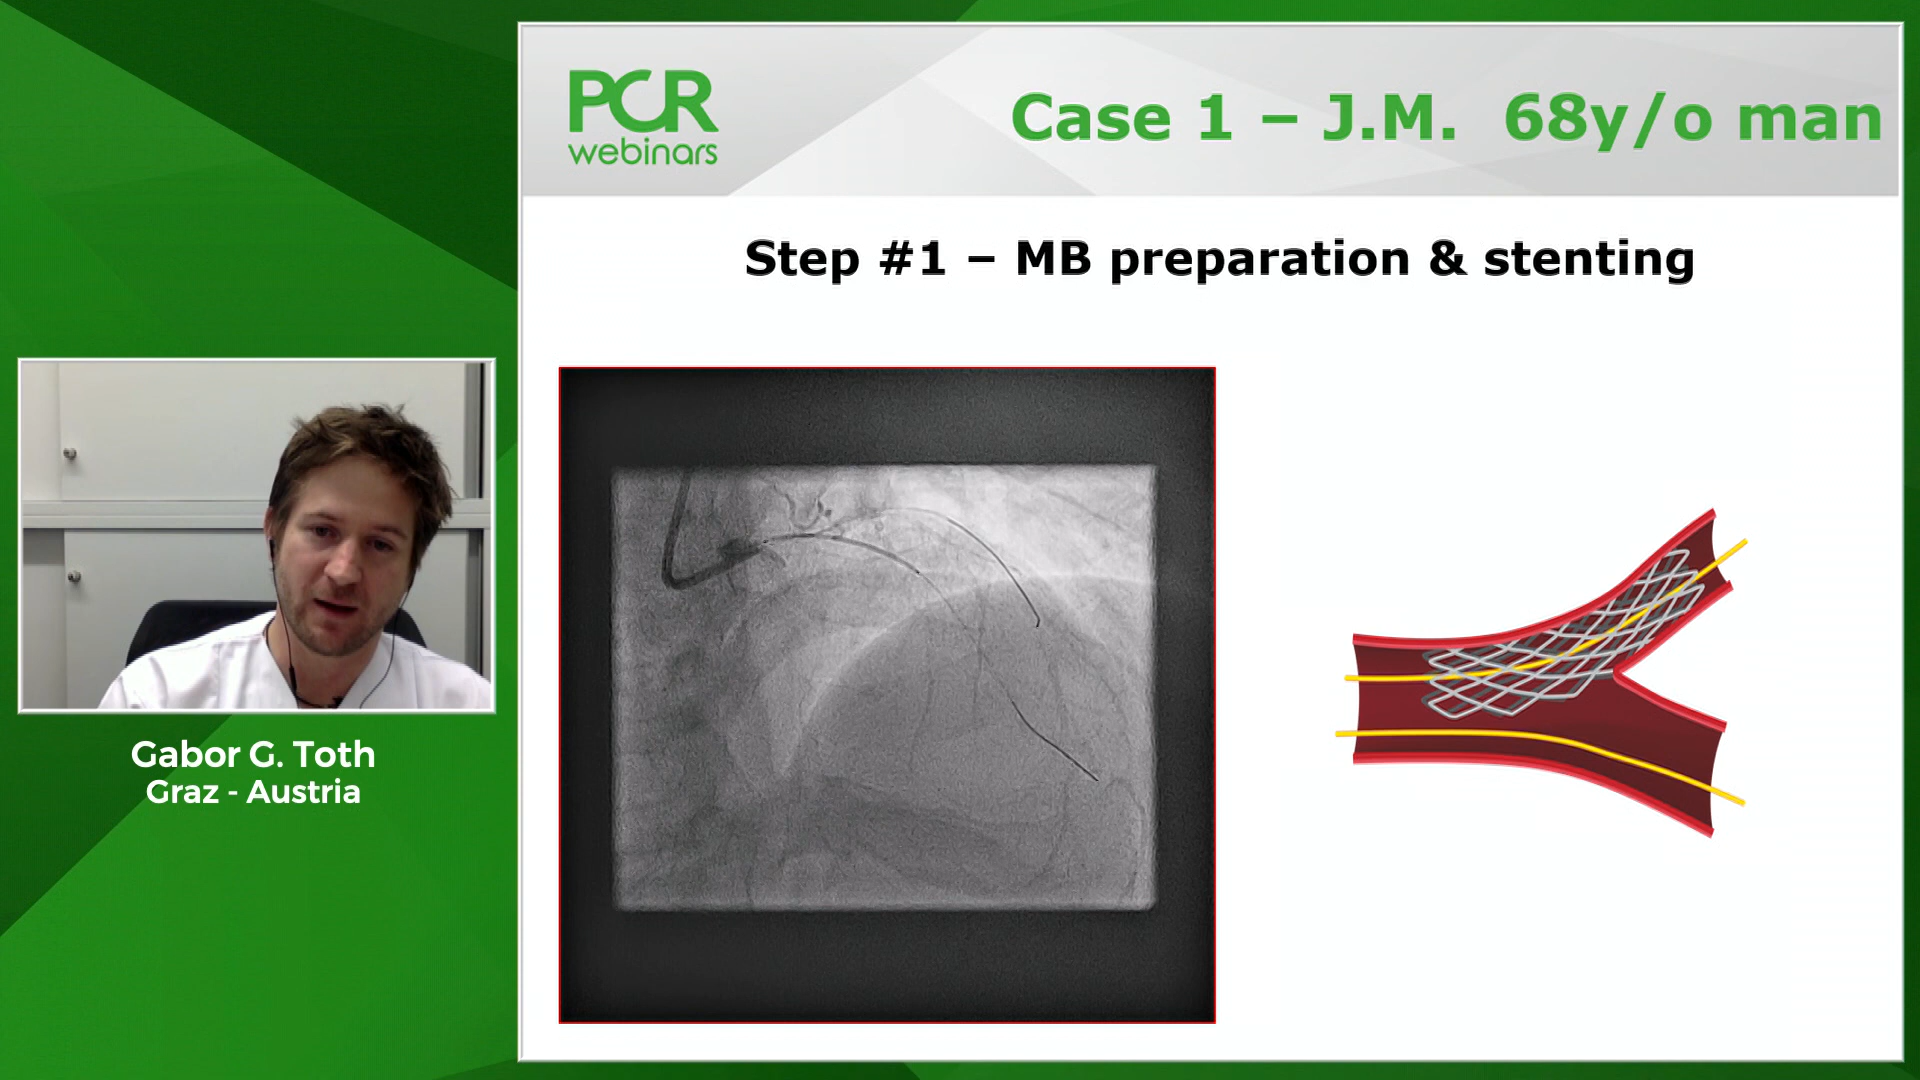 PCR
webinars
Case 1 – J.M. 68y/o man
Step #1 – MB preparation & stenting
Gabor G. Toth
Graz - Austria